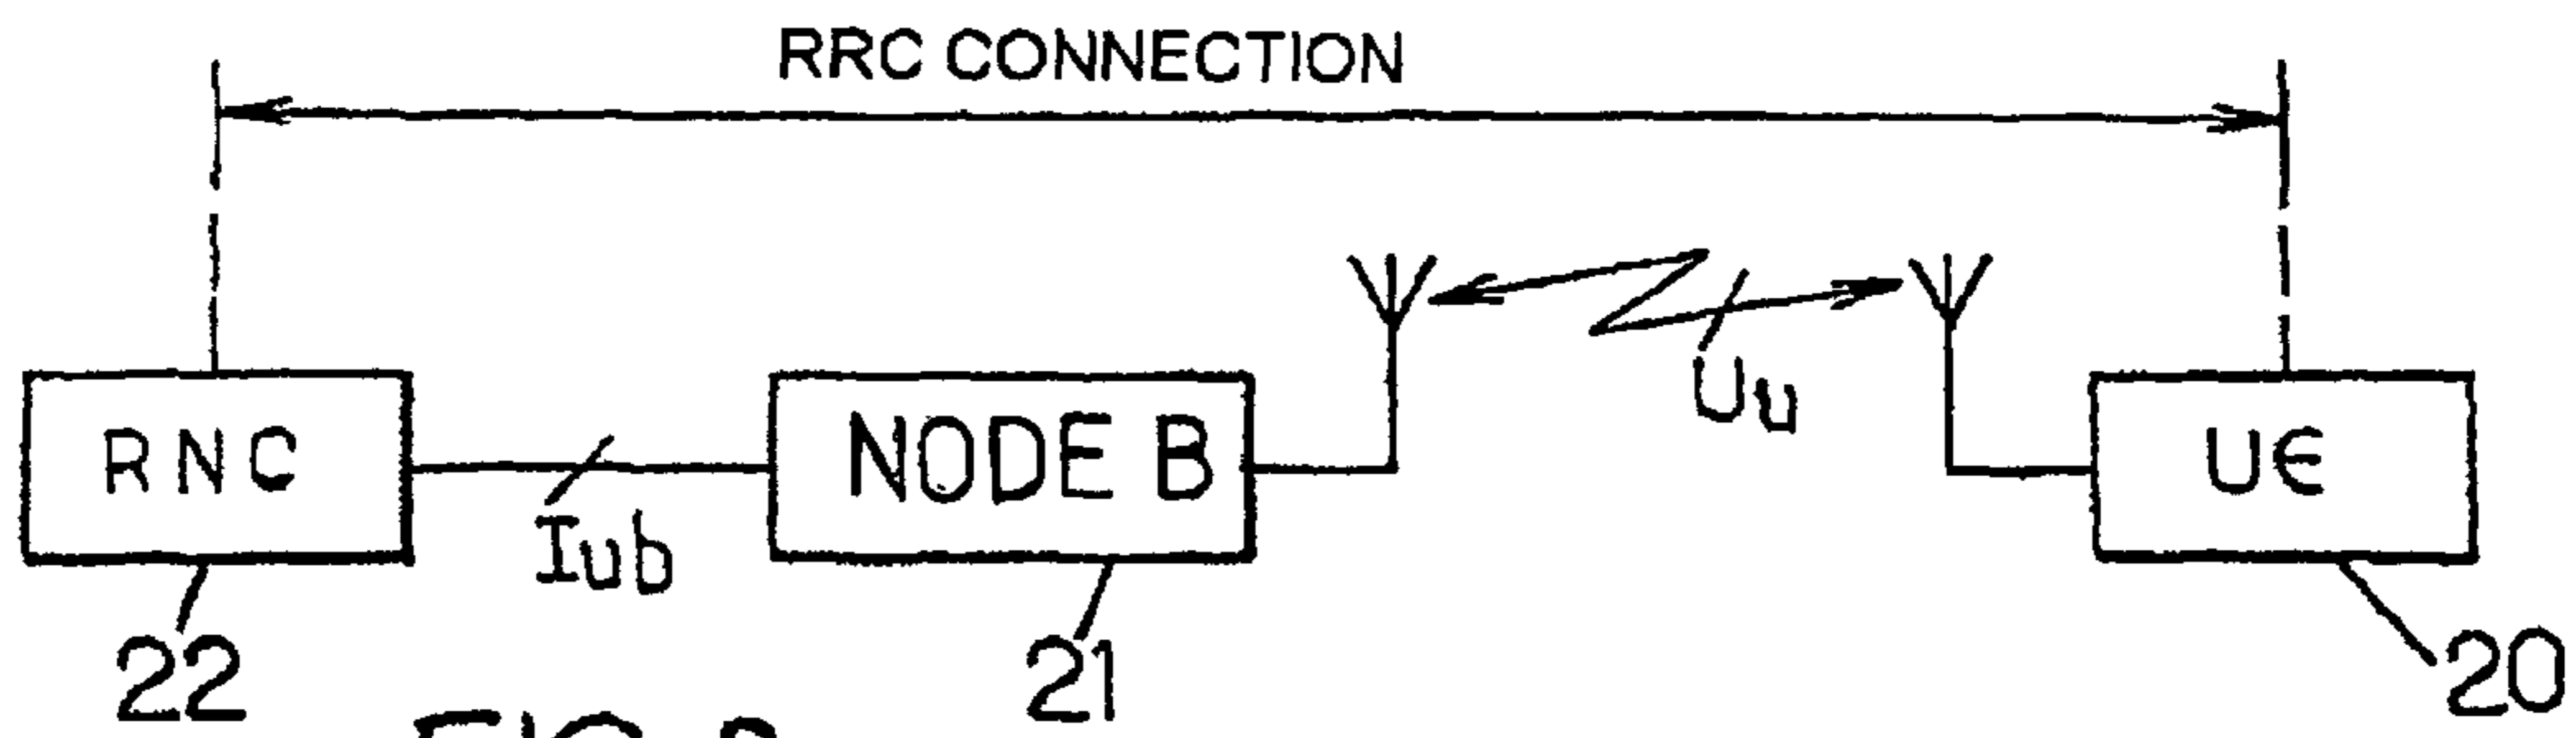 RRC CONNECTION
RNC
NODE B
UE
Iub
Uu
22
21
20